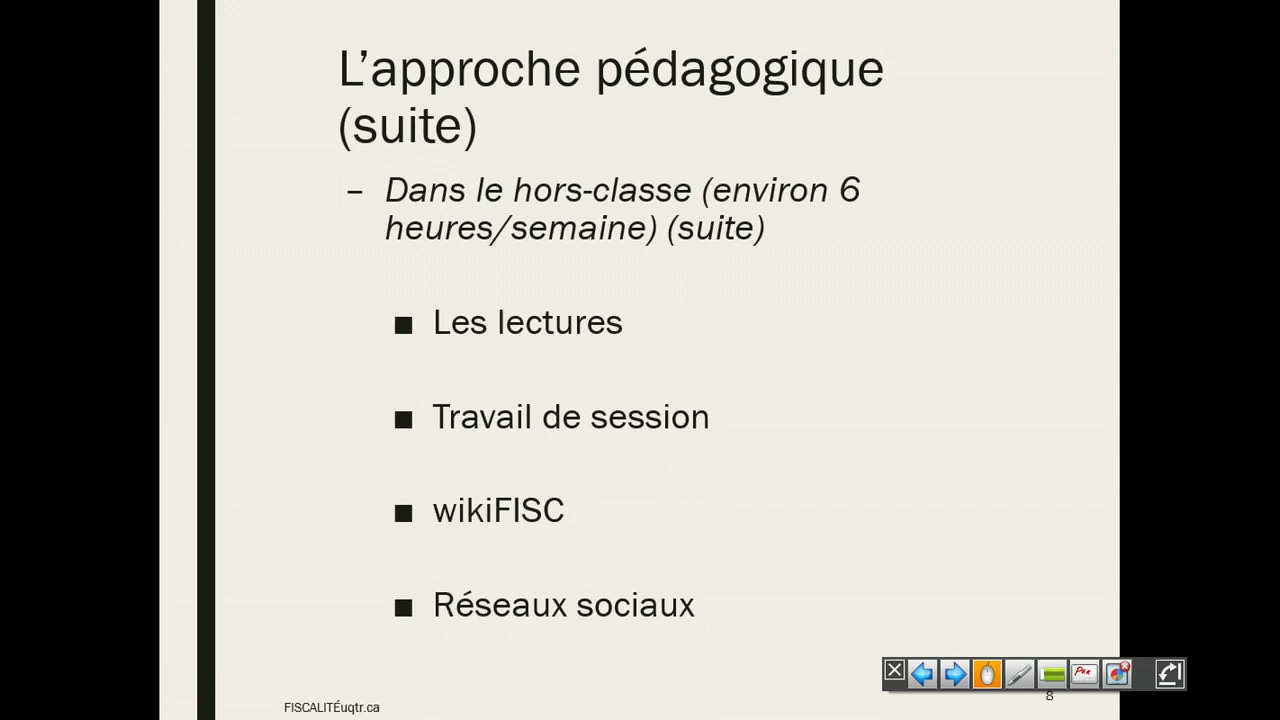 L’approche pédagogique
(suite)
– Dans le hors-classe (environ 6
heures/semaine) (suite)
■ Les lectures
■ Travail de session
■ wikiFISC
■ Réseaux sociaux
Pen
8
FISCALITÉuqtr.ca